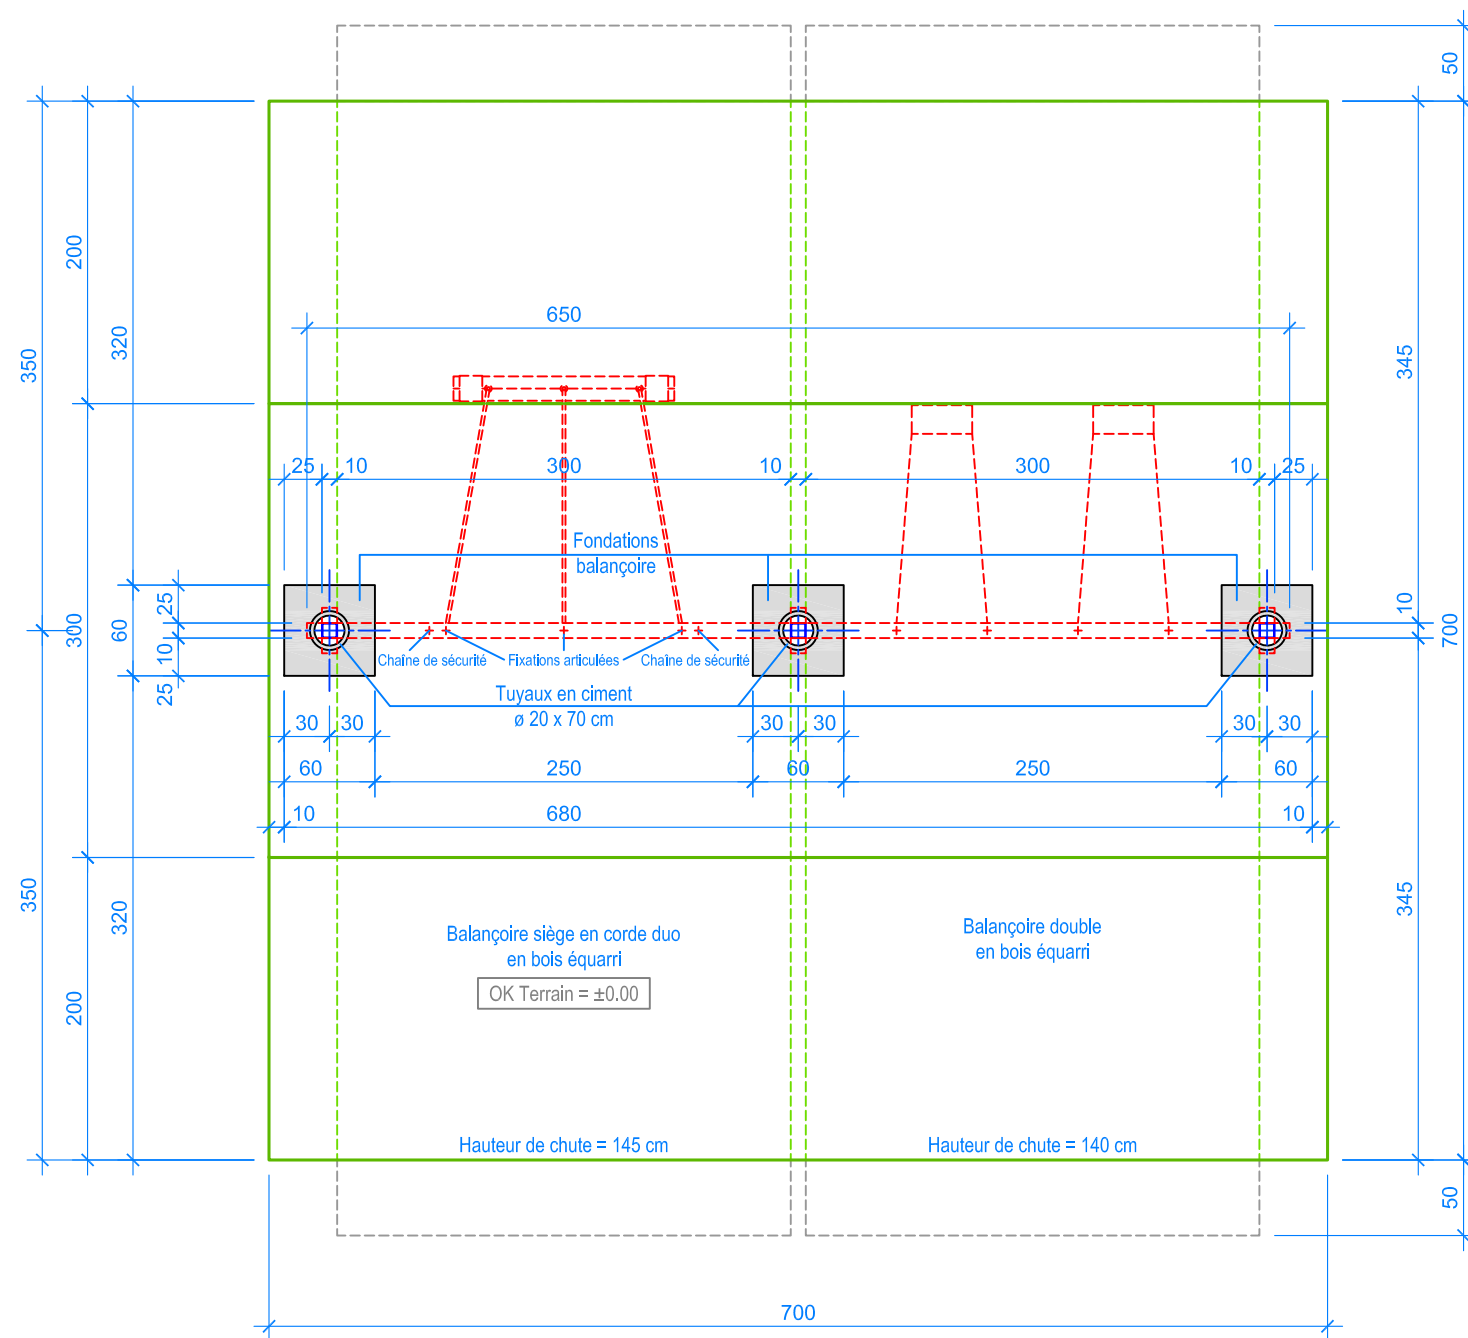 50
200
320
350
650
345
25
10
300
10
300
10
25
Fondations
balançoire
25
10
25
60
300
10
700
Chaîne de sécurité
Fixations articulées
Chaîne de sécurité
Tuyaux en ciment
ø 20 x 70 cm
30
30
30
30
30
30
60
250
60
250
60
10
680
10
350
320
200
345
Balançoire siège en corde duo
en bois équarri
OK Terrain = ±0.00
Balançoire double
en bois équarri
Hauteur de chute = 145 cm
Hauteur de chute = 140 cm
50
700